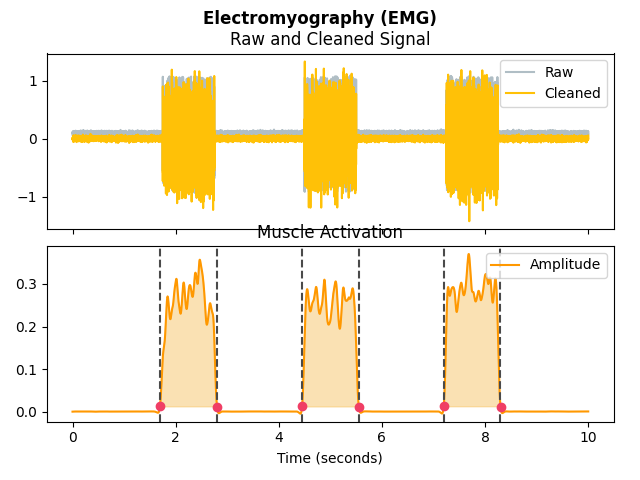 Electromyography (EMG)
Raw and Cleaned Signal
1
0
−1
Raw
Cleaned
Muscle Activation
0.3
0.2
0.1
0.0
Amplitude
0 2 4 6 8 10
Time (seconds)